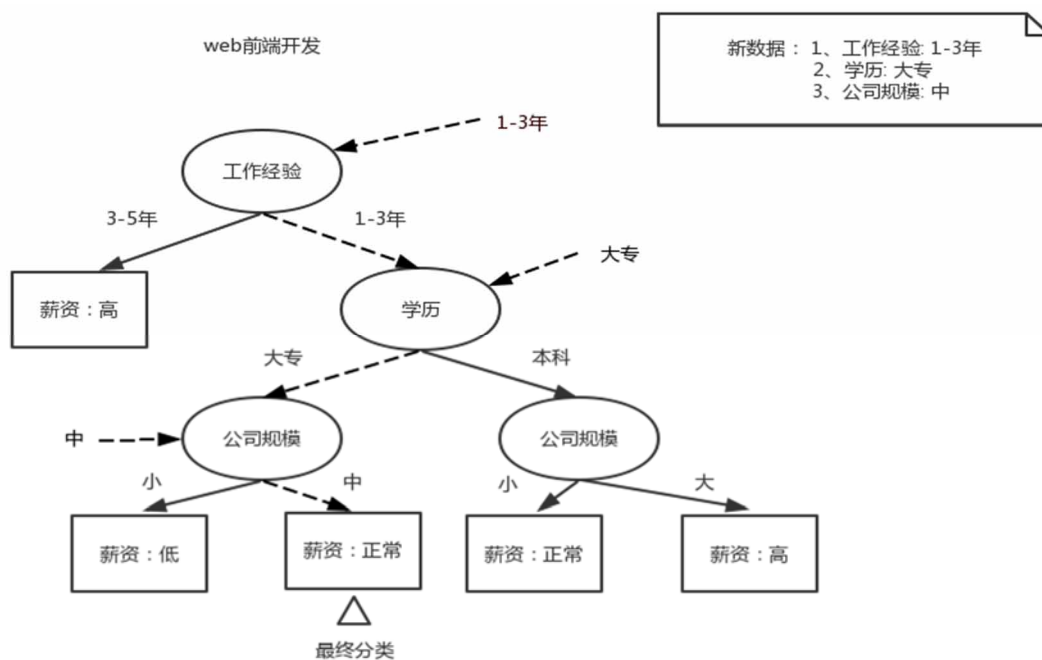 web前端开发
新数据： 1、工作经验: 1-3年
2、学历: 大专
3、公司规模: 中
1-3年
工作经验
3-5年
1-3年
大专
薪资：高
学历
大专
本科
中
公司规模
公司规模
小
中
小
大
薪资：低
薪资：正常
薪资：正常
薪资：高
最终分类